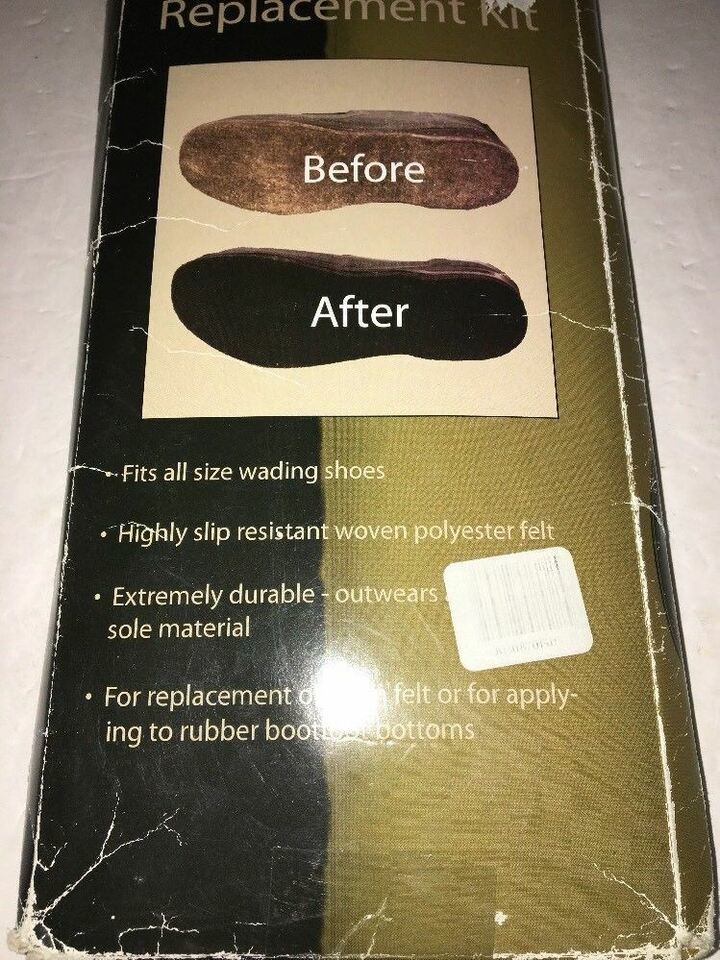 Replacement Kit
Before
After
• Fits all size wading shoes
• Highly slip resistant woven polyester felt
• Extremely durable - outwears
sole material
• For replacement felt or for apply-
ing to rubber bottoms